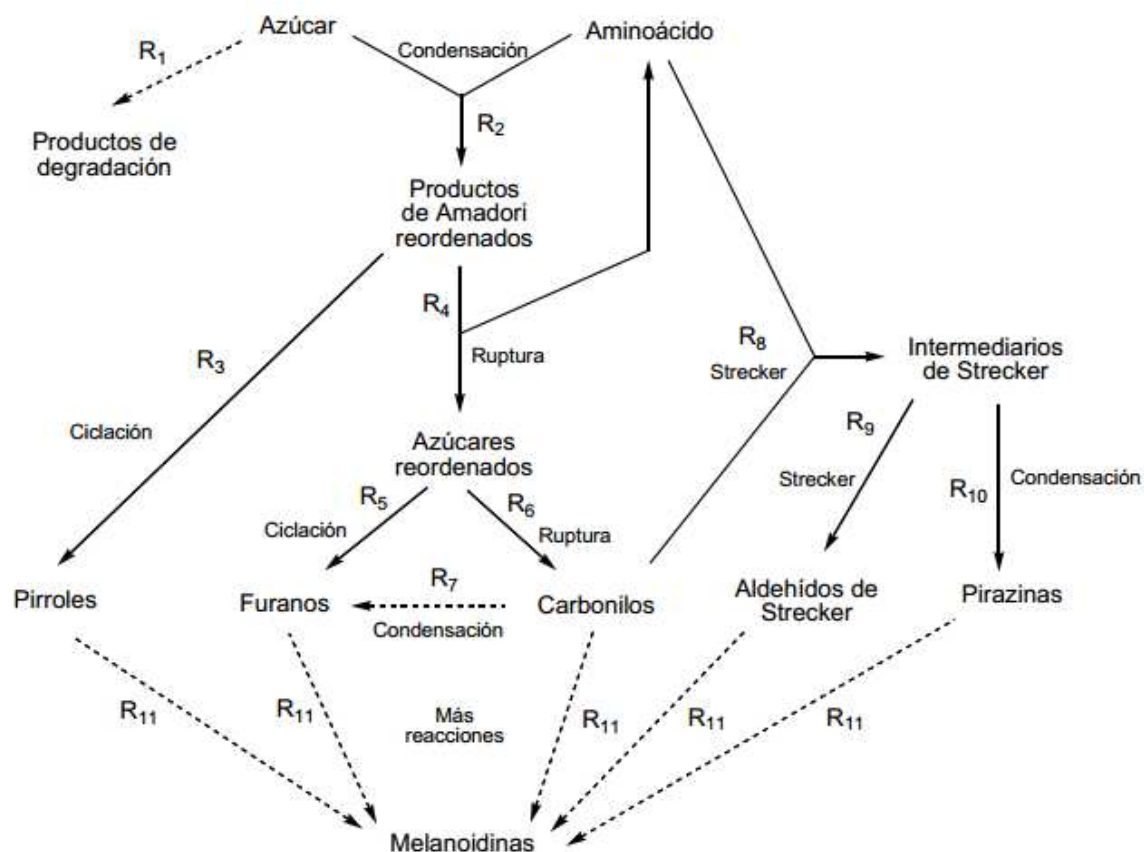 Azúcar
Condensación
Aminoácido
R1
R2
Productos de
degradación
Productos
de Amadori
reordenados
R4
R3
Ruptura
R8
Strecker
Intermediarios
de Strecker
Ciclación
R9
Azúcares
reordenados
Strecker
R10
Condensación
R5
R6
Ciclación
Ruptura
R7
Pirroles
Furanos
Condensación
Carbonilos
Aldehídos de
Strecker
Pirazinas
R11
R11
Más
reacciones
R11
R11
R11
Melanoidinas